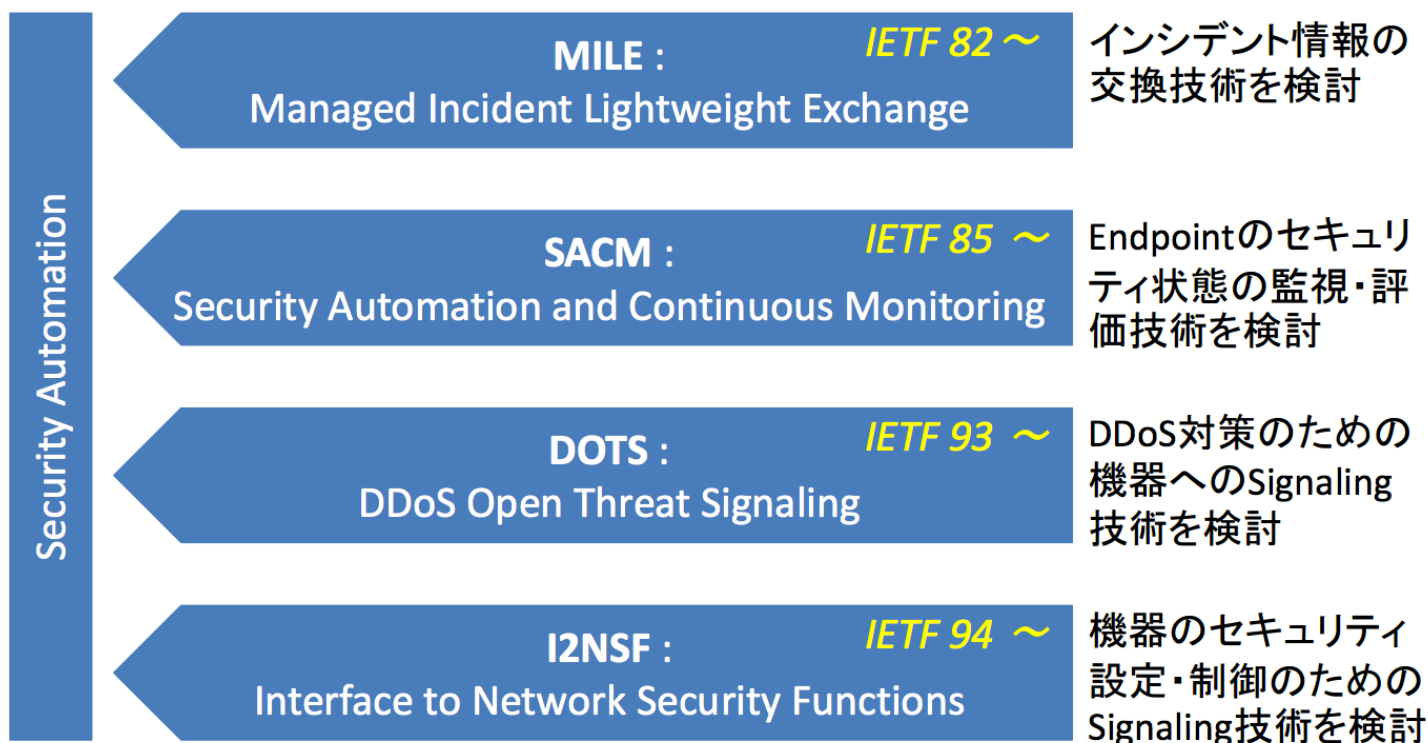 Security Automation
IETF 82 ～
MILE :
Managed Incident Lightweight Exchange
インシデント情報の
交換技術を検討
IETF 85 ～
SACM :
Security Automation and Continuous Monitoring
Endpointのセキュリ
ティ状態の監視・評
価技術を検討
IETF 93 ～
DOTS :
DDoS Open Threat Signaling
DDoS対策のための
機器へのSignaling
技術を検討
IETF 94 ～
I2NSF :
Interface to Network Security Functions
機器のセキュリティ
設定・制御のための
Signaling技術を検討